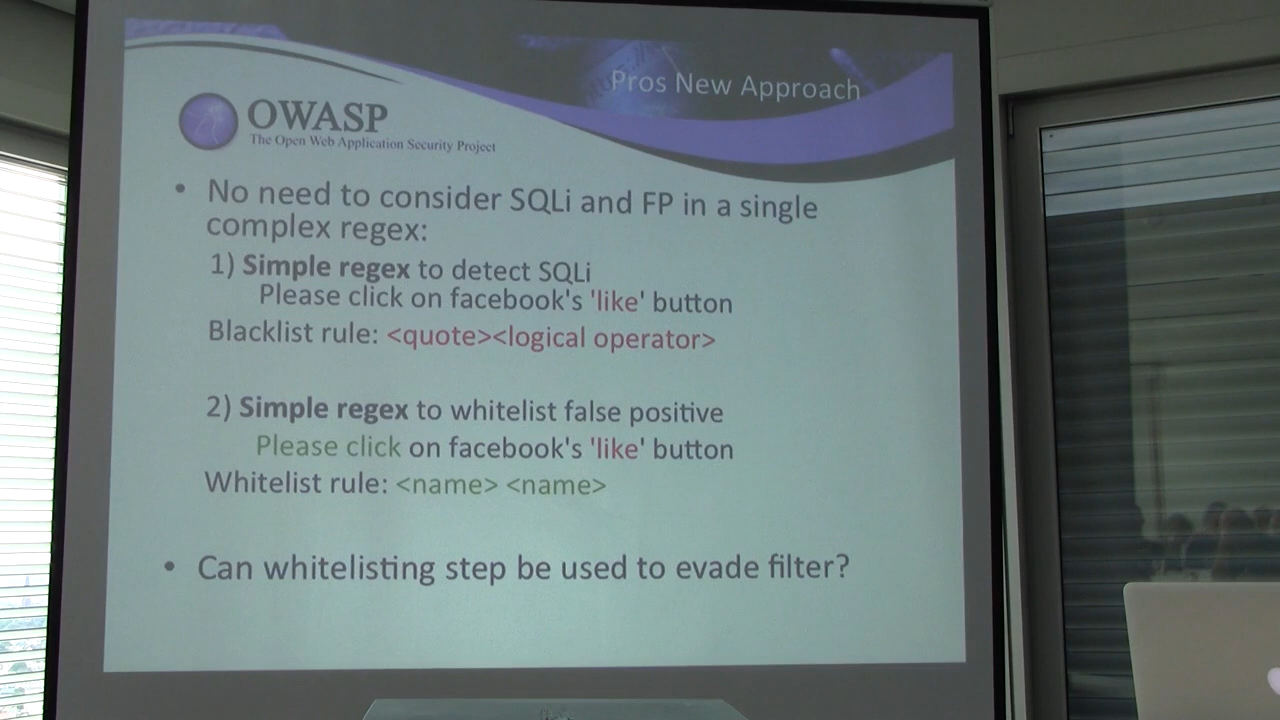 Pros New Approach
OWASP
The Open Web Application Security Project
• No need to consider SQLi and FP in a single
complex regex:
1) Simple regex to detect SQLi
Please click on facebook's 'like' button
Blacklist rule: <quote><logical operator>
2) Simple regex to whitelist false positive
Please click on facebook's 'like' button
Whitelist rule: <name> <name>
• Can whitelisting step be used to evade filter?